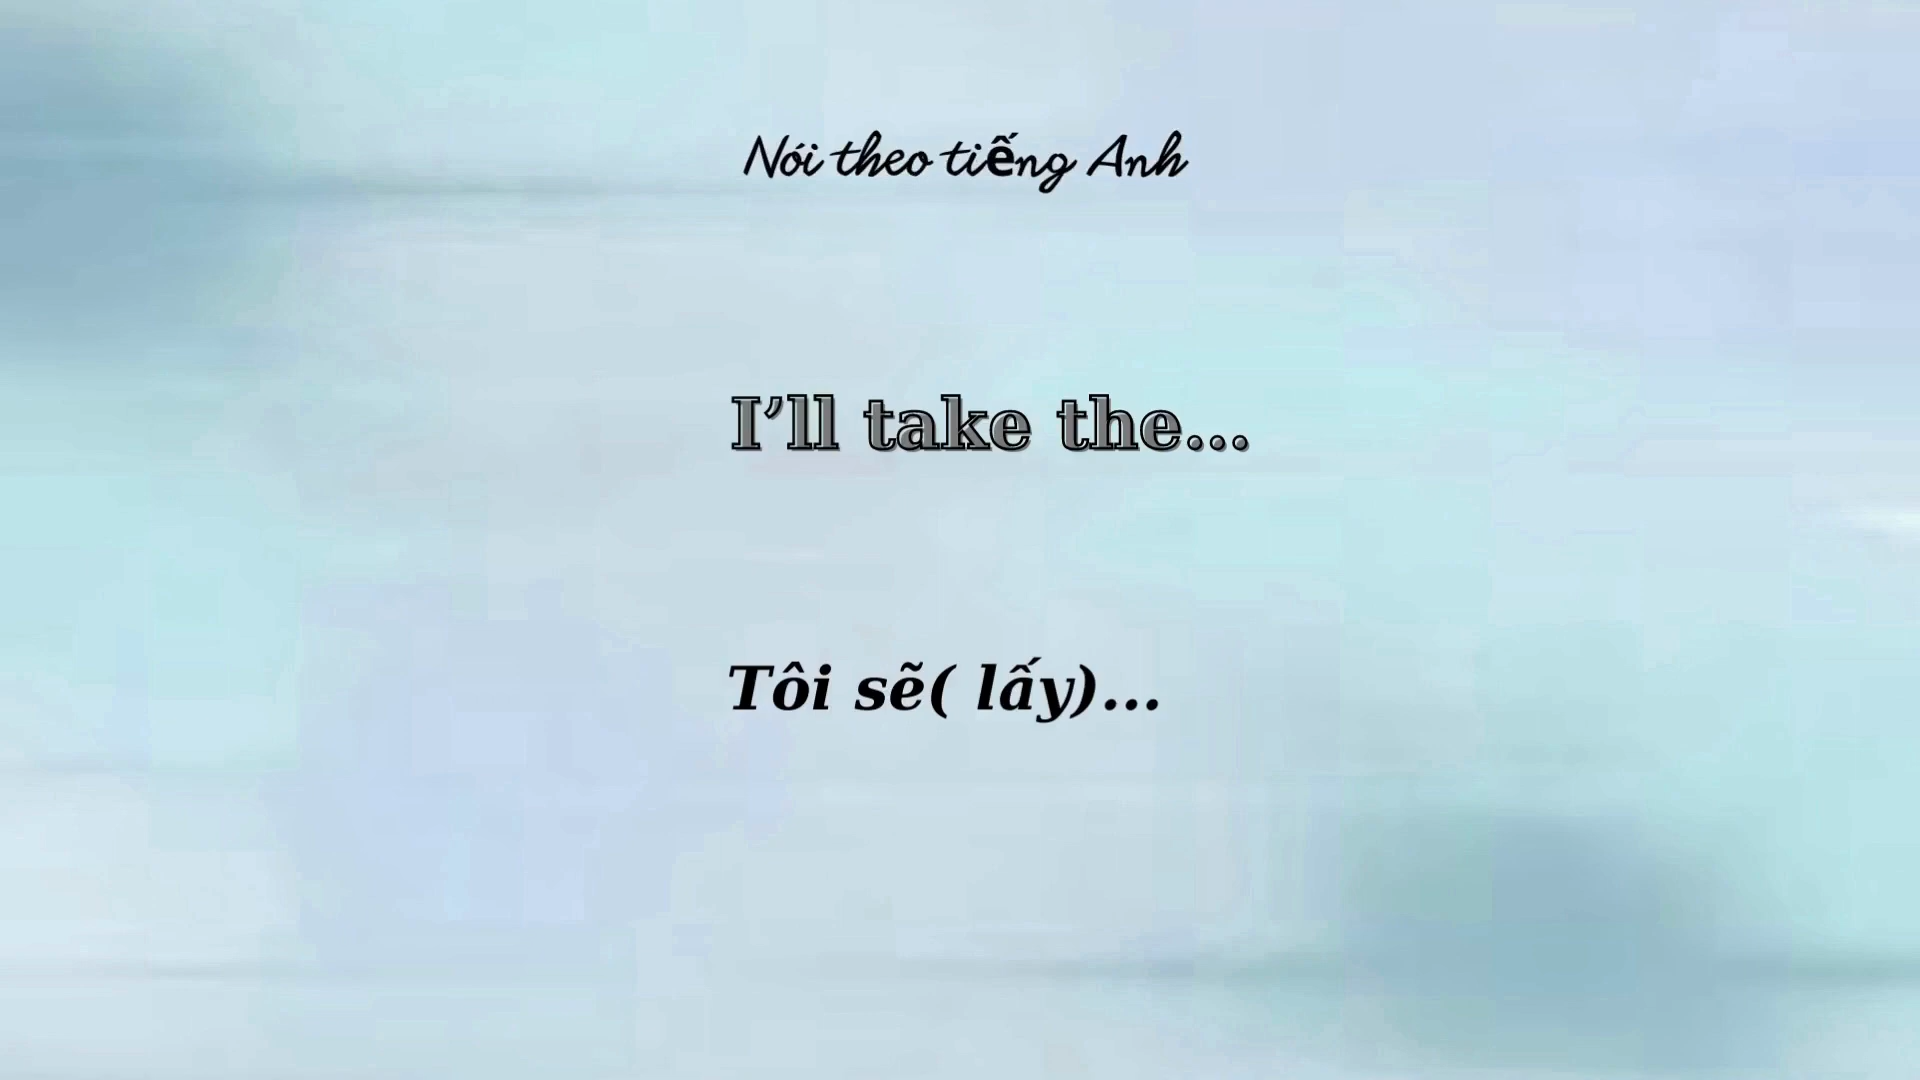 Nói theo tiếng Anh
I’ll take the...
Tôi sẽ( lấy)...